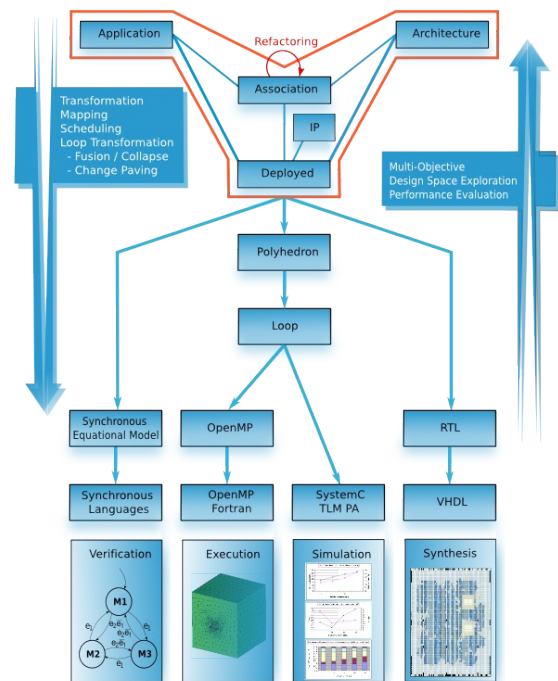 Application
Architecture
Refactoring
Association
IP
Deployed
Transformation
Mapping
Scheduling
Loop Transformation
- Fusion / Collapse
- Change Paving
Multi-Objective
Design Space Exploration
Performance Evaluation
Polyhedron
Loop
Synchronous
Equational Model
OpenMP
RTL
Synchronous
Languages
OpenMP
Fortran
SystemC
TLM PA
VHDL
Verification
Execution
Simulation
Synthesis
M1
M2
M3